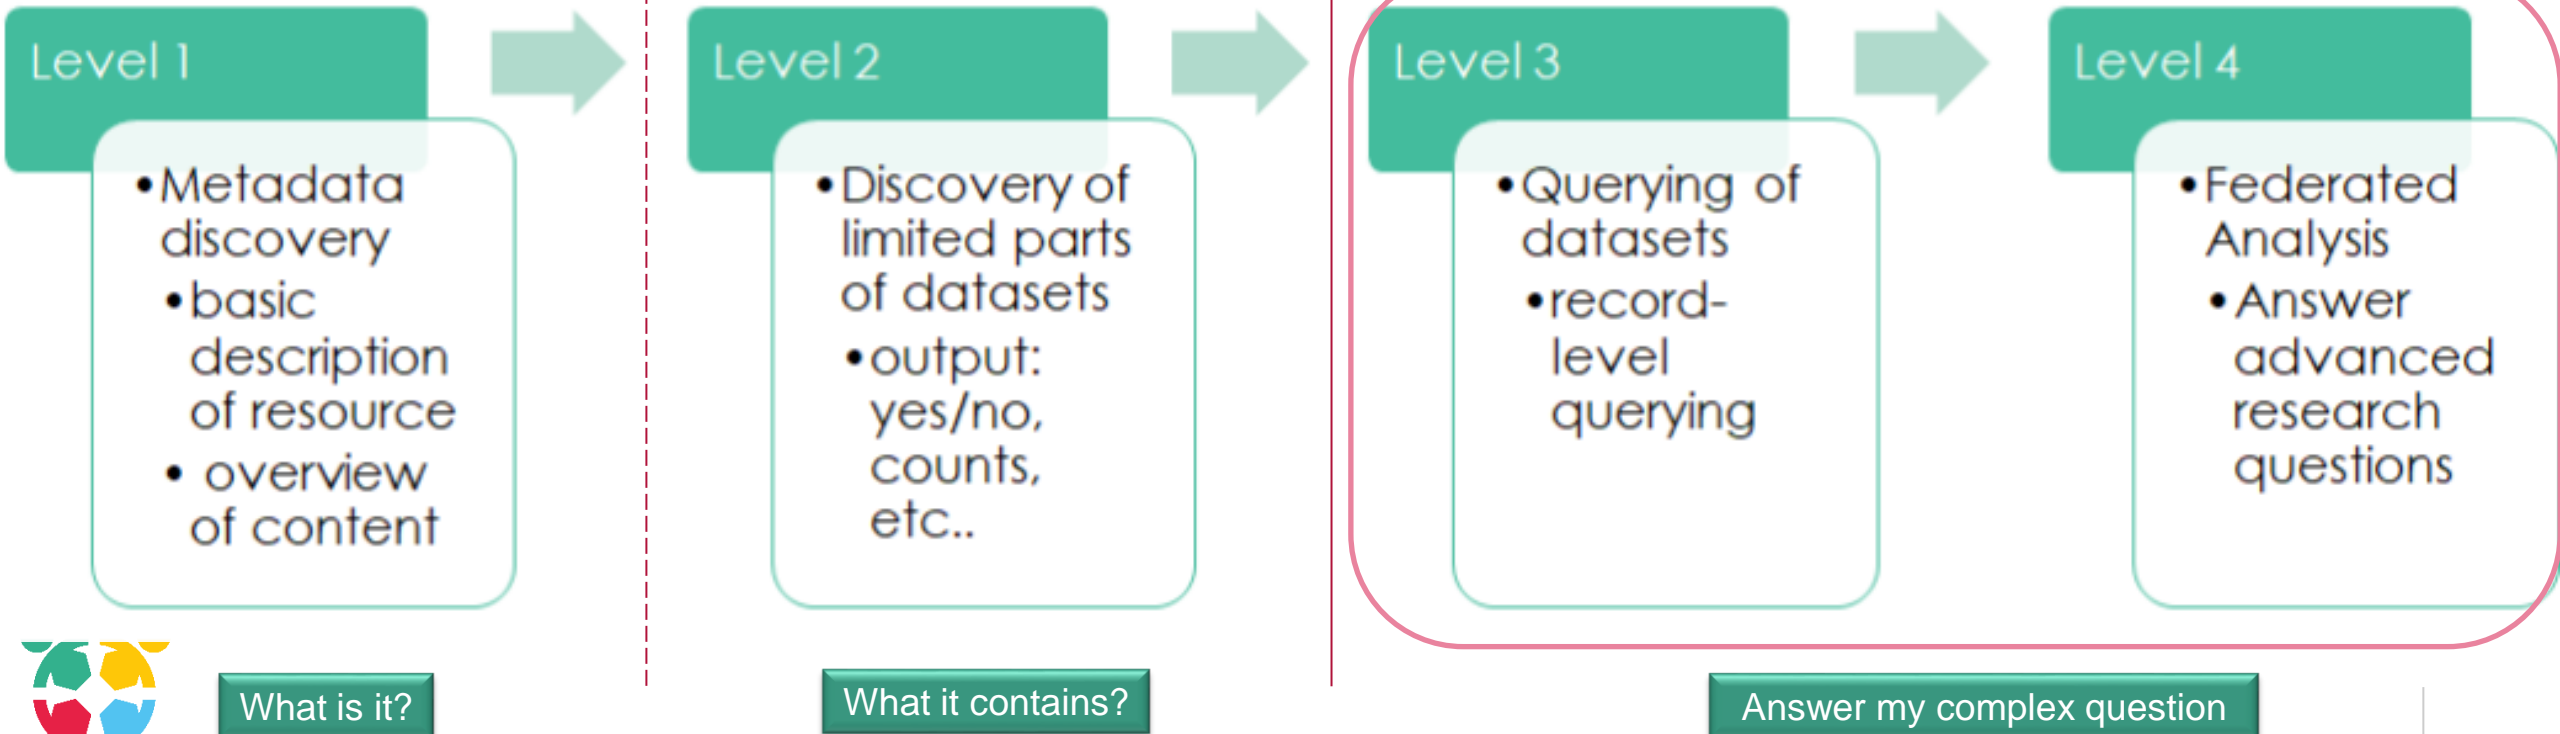 Level 1
•Metadata
discovery
•basic
description
of resource
• overview
of content
What is it?
Level 2
•Discovery of
limited parts
of datasets
•output:
yes/no,
counts,
etc..
What it contains?
Level 3
•Querying of
datasets
•record-
level
querying
Level 4
•Federated
Analysis
•Answer
advanced
research
questions
Answer my complex question